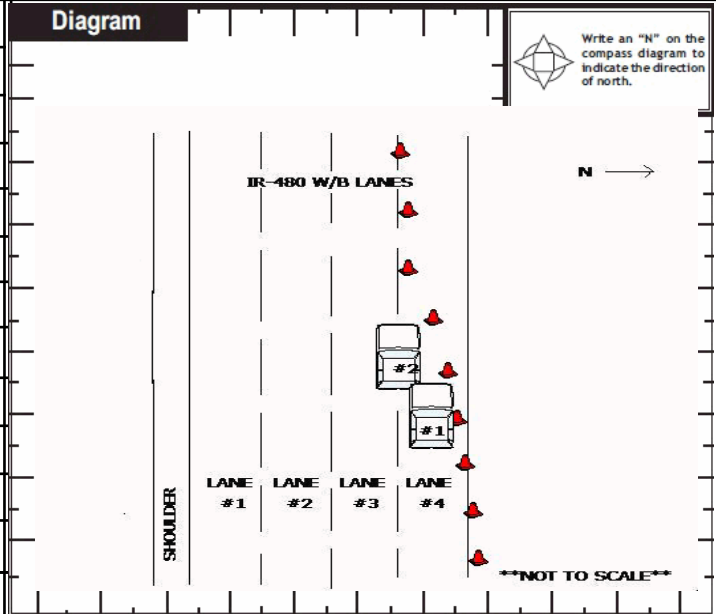 Diagram
Write an “N” on the
compass diagram to
indicate the direction
of north.
IR-480 W/B LANES
N
#2
#1
LANE LANE LANE LANE
#1 #2 #3 #4
SHOULDER
**NOT TO SCALE**